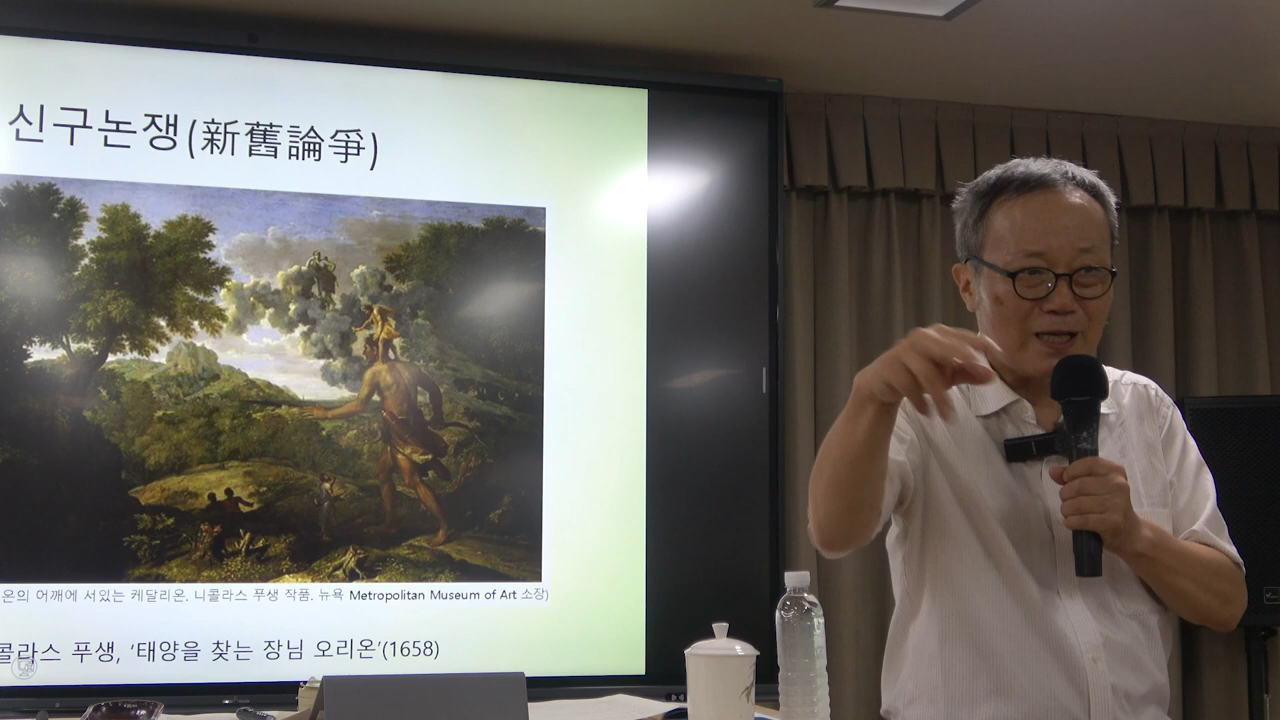 신구논쟁(新舊論爭)
온의 어깨에 서있는 케달리온. 니콜라스 푸생 작품. 뉴욕 Metropolitan Museum of Art 소장)
콜라스 푸생, ‘태양을 찾는 장님 오리온’(1658)